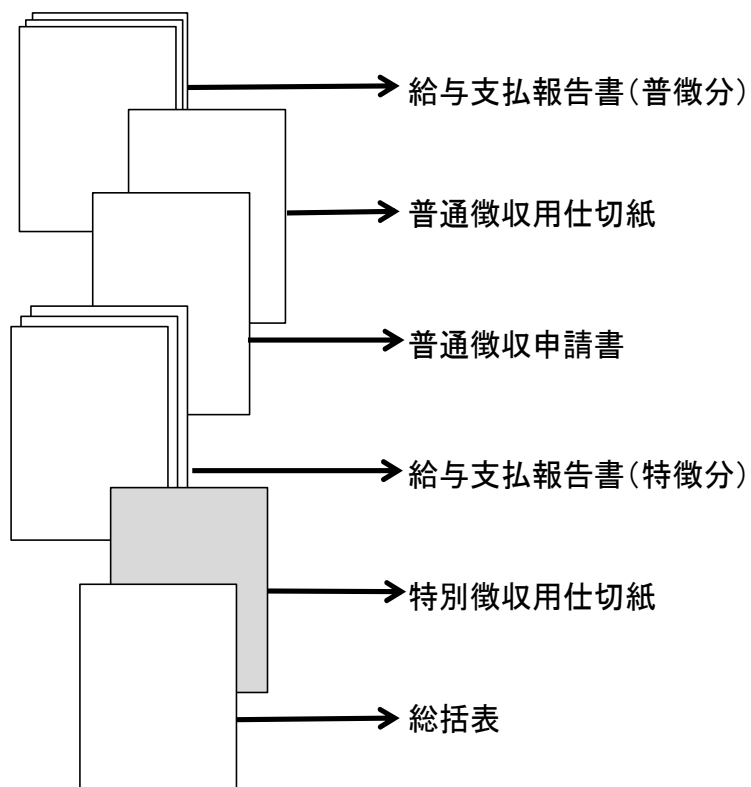 給与支払報告書（普徴分）
普通徴収用仕切紙
普通徴収申請書
給与支払報告書（特徴分）
特別徴収用仕切紙
総括表